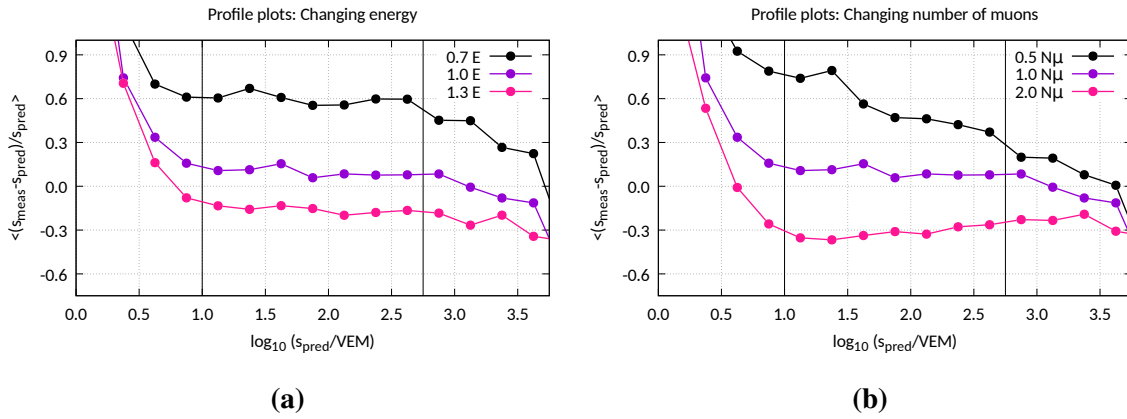 Profile plots: Changing energy
0.7 E
1.0 E
1.3 E
<(s_meas-s_pred)/s_pred>
0.9
0.6
0.3
0.0
-0.3
-0.6
0.0 0.5 1.0 1.5 2.0 2.5 3.0 3.5
log10 (s_pred/VEM)
(a)
Profile plots: Changing number of muons
0.5 Nμ
1.0 Nμ
2.0 Nμ
<(s_meas-s_pred)/s_pred>
0.9
0.6
0.3
0.0
-0.3
-0.6
0.0 0.5 1.0 1.5 2.0 2.5 3.0 3.5
log10 (s_pred/VEM)
(b)